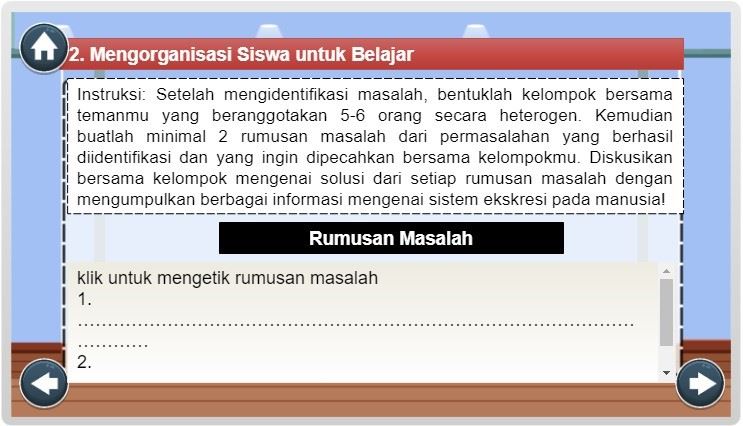 2. Mengorganisasi Siswa untuk Belajar
Instruksi: Setelah mengidentifikasi masalah, bentuklah kelompok bersama
temanmu yang beranggotakan 5-6 orang secara heterogen. Kemudian
buatlah minimal 2 rumusan masalah dari permasalahan yang berhasil
diidentifikasi dan yang ingin dipecahkan bersama kelompokmu. Diskusikan
bersama kelompok mengenai solusi dari setiap rumusan masalah dengan
mengumpulkan berbagai informasi mengenai sistem ekskresi pada manusia!
Rumusan Masalah
klik untuk mengetik rumusan masalah
1.
……………………………………………………………………………………
…………
2.